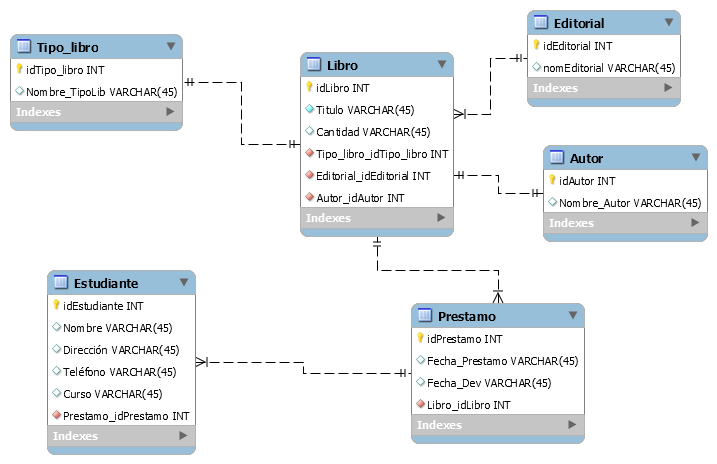 Tipo_libro
idTipo_libro INT
Nombre_TipoLib VARCHAR(45)
Indexes
Libro
idLibro INT
Titulo VARCHAR(45)
Cantidad VARCHAR(45)
Tipo_libro_idTipo_libro INT
Editorial_idEditorial INT
Autor_idAutor INT
Indexes
Editorial
idEditorial INT
nomEditorial VARCHAR(45)
Indexes
Autor
idAutor INT
Nombre_Autor VARCHAR(45)
Indexes
Estudiante
idEstudiante INT
Nombre VARCHAR(45)
Dirección VARCHAR(45)
Teléfono VARCHAR(45)
Curso VARCHAR(45)
Prestamo_idPrestamo INT
Indexes
Prestamo
idPrestamo INT
Fecha_Prestamo VARCHAR(45)
Fecha_Dev VARCHAR(45)
Libro_idLibro INT
Indexes